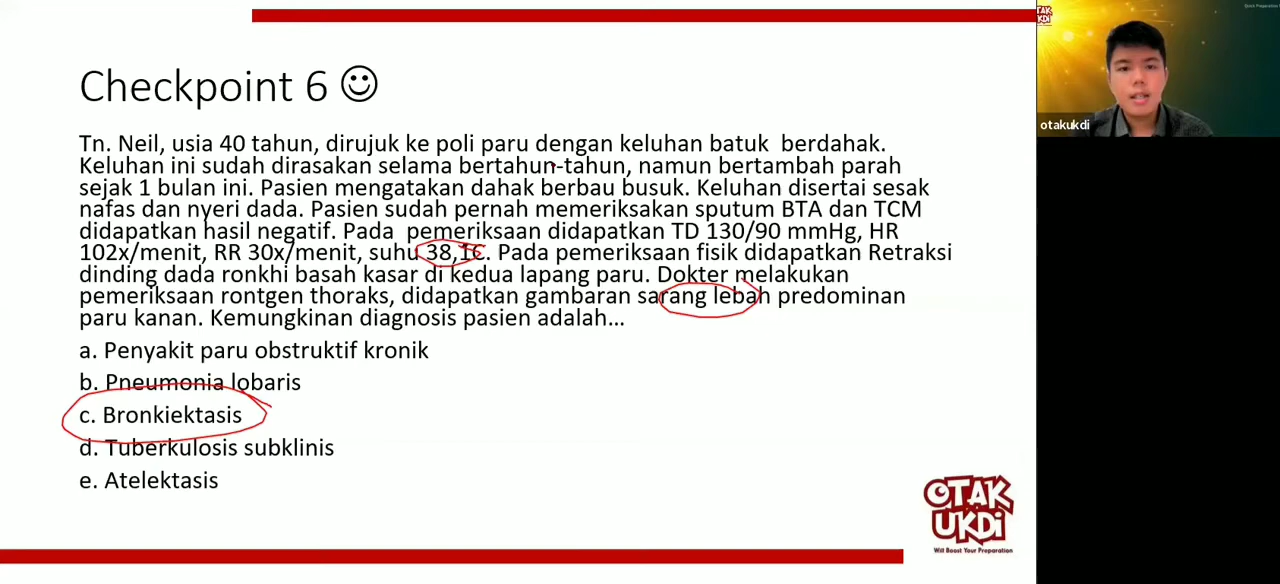 Checkpoint 6
Tn. Neil, usia 40 tahun, dirujuk ke poli paru dengan keluhan batuk berdahak.
Keluhan ini sudah dirasakan selama bertahun-tahun, namun bertambah parah
sejak 1 bulan ini. Pasien mengatakan dahak berbau busuk. Keluhan disertai sesak
nafas dan nyeri dada. Pasien sudah pernah memeriksakan sputum BTA dan TCM
didapatkan hasil negatif. Pada pemeriksaan didapatkan TD 130/90 mmHg, HR
102x/menit, RR 30x/menit, suhu 38,1C. Pada pemeriksaan fisik didapatkan Retraksi
dinding dada ronkhi basah kasar di kedua lapang paru. Dokter melakukan
pemeriksaan rontgen thoraks, didapatkan gambaran sarang lebah predominan
paru kanan. Kemungkinan diagnosis pasien adalah...
a. Penyakit paru obstruktif kronik
b. Pneumonia lobaris
c. Bronkiektasis
d. Tuberkulosis subklinis
e. Atelektasis
OTAK
UKDi
Will Boost Your Preparation
OTAK
UKDi
otakukdi